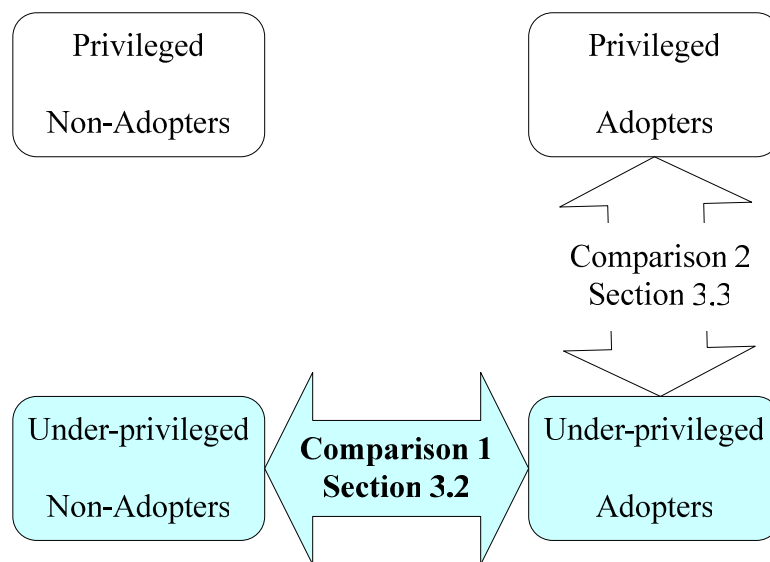 Privileged
Non-Adopters
Privileged
Adopters
Comparison 2
Section 3.3
Under-privileged
Non-Adopters
Comparison 1
Section 3.2
Under-privileged
Adopters